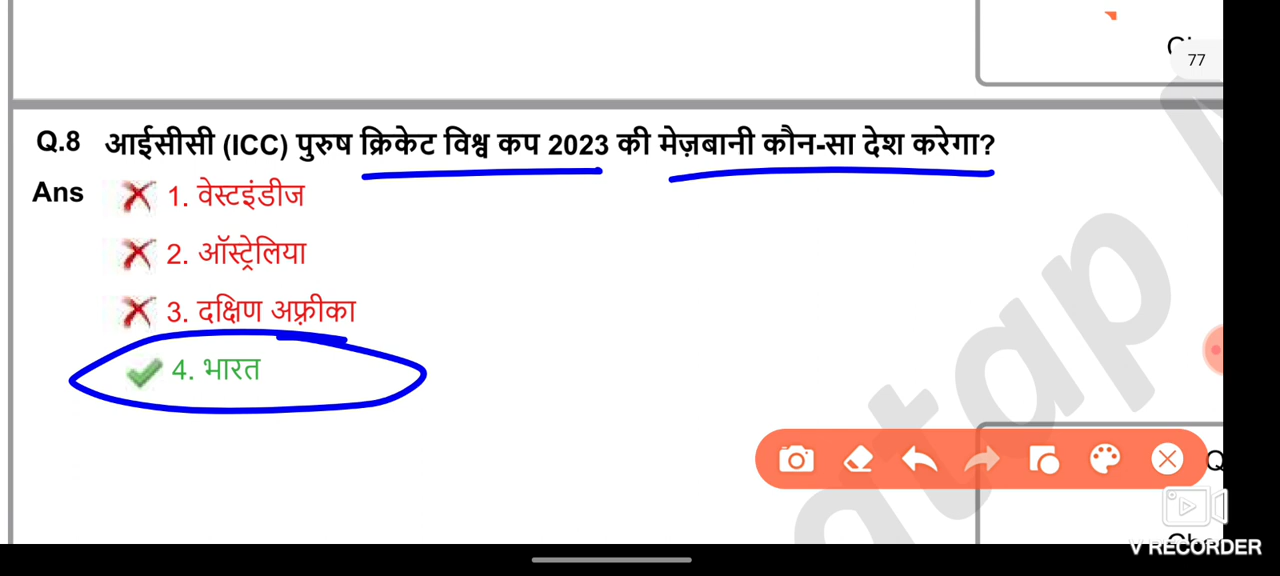 77
Q.8 आईसीसी (ICC) पुरुष क्रिकेट विश्व कप 2023 की मेज़बानी कौन-सा देश करेगा?
Ans 1. वेस्टइंडीज
2. ऑस्ट्रेलिया
3. दक्षिण अफ़्रीका
4. भारत
Q
V RECORDER